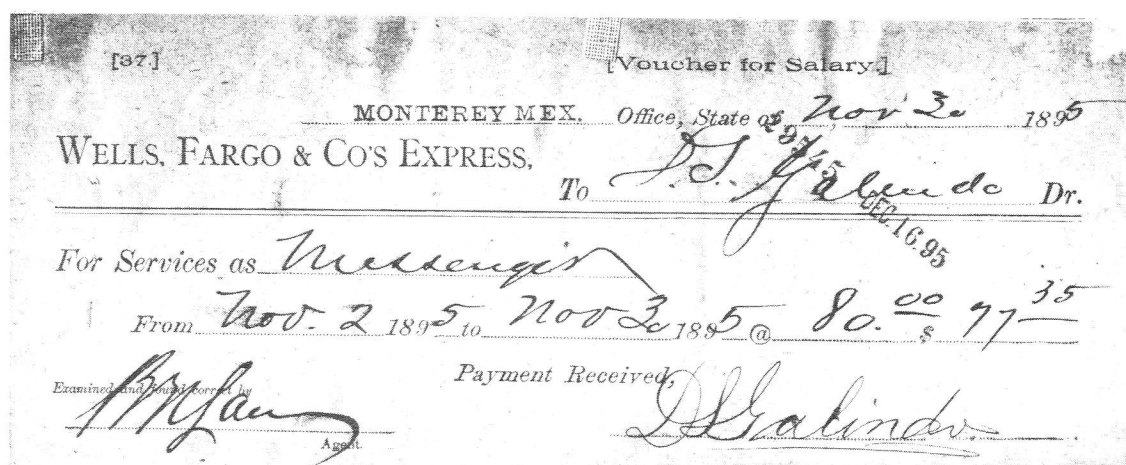 [37.] [Voucher for Salary.]
MONTEREY MEX. Office, State of Nov 30 1895
WELLS, FARGO & CO'S EXPRESS,
To D.S. Galindo Dr.
DEC. 16. 95
For Services as Messenger
From Nov. 2 1895 to Nov 30 1895 @ 80.00 $ 77 35
Examined and found correct by
Payment Received,
DS Galindo.
Agent.